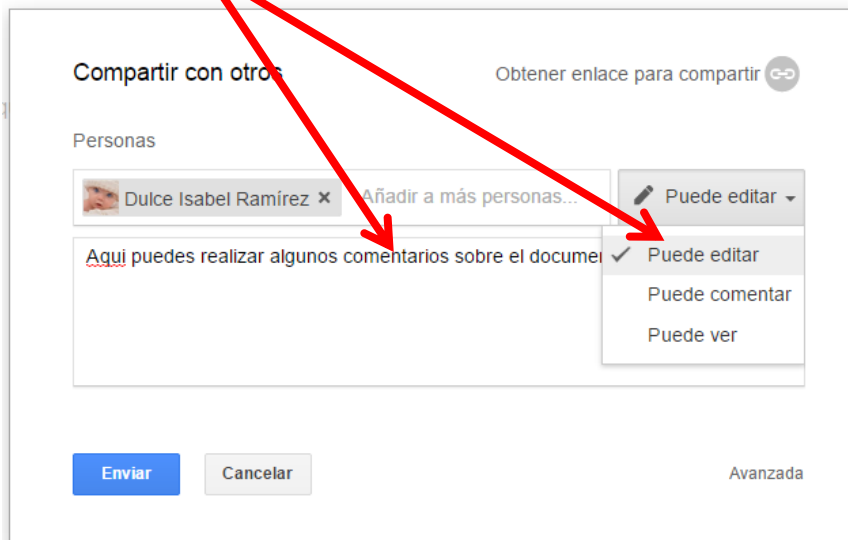 Compartir con otros
Obtener enlace para compartir
Personas
Dulce Isabel Ramírez × Añadir a más personas...
Puede editar
Aqui puedes realizar algunos comentarios sobre el
Puede editar
Puede comentar
Puede ver
Enviar
Cancelar
Avanzada